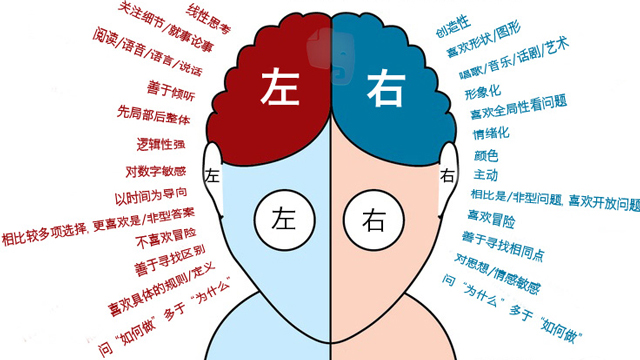 线性思考
关注细节/就事论事
阅读/语音/语言/说话
善于倾听
先局部后整体
逻辑性强
对数字敏感
以时间为导向
相比较多项选择, 更喜欢是/非型答案
不喜欢冒险
善于寻找区别
喜欢具体的规则/定义
问“如何做”多于“为什么”
左
右
左
右
左
右
创造性
喜欢形状/图形
唱歌/音乐/话剧/艺术
形象化
喜欢全局性看问题
情绪化
颜色
主动
相比是/非型问题, 喜欢开放问题
喜欢冒险
善于寻找相同点
对思想/情感敏感
问“为什么”多于“如何做”